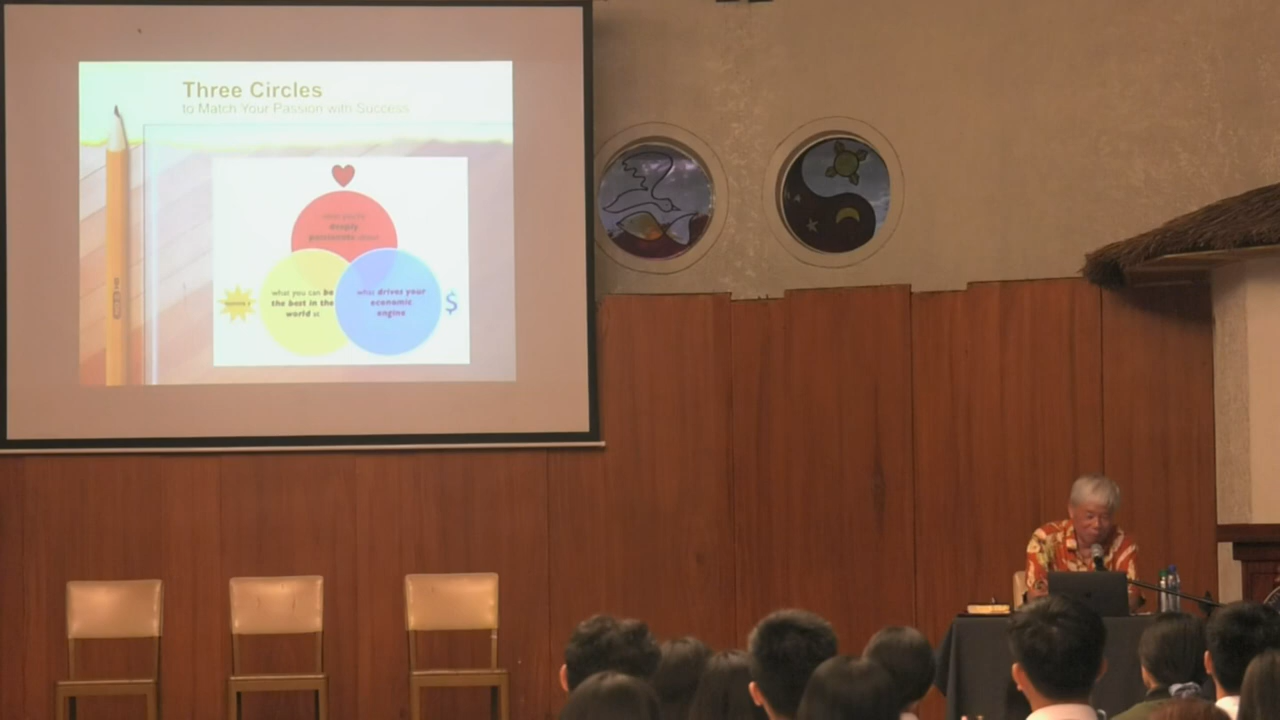 Three Circles
to Match Your Passion with Success
what you're
deeply
passionate about
what you can be
the best in the
world at
what drives your
economic
engine
$